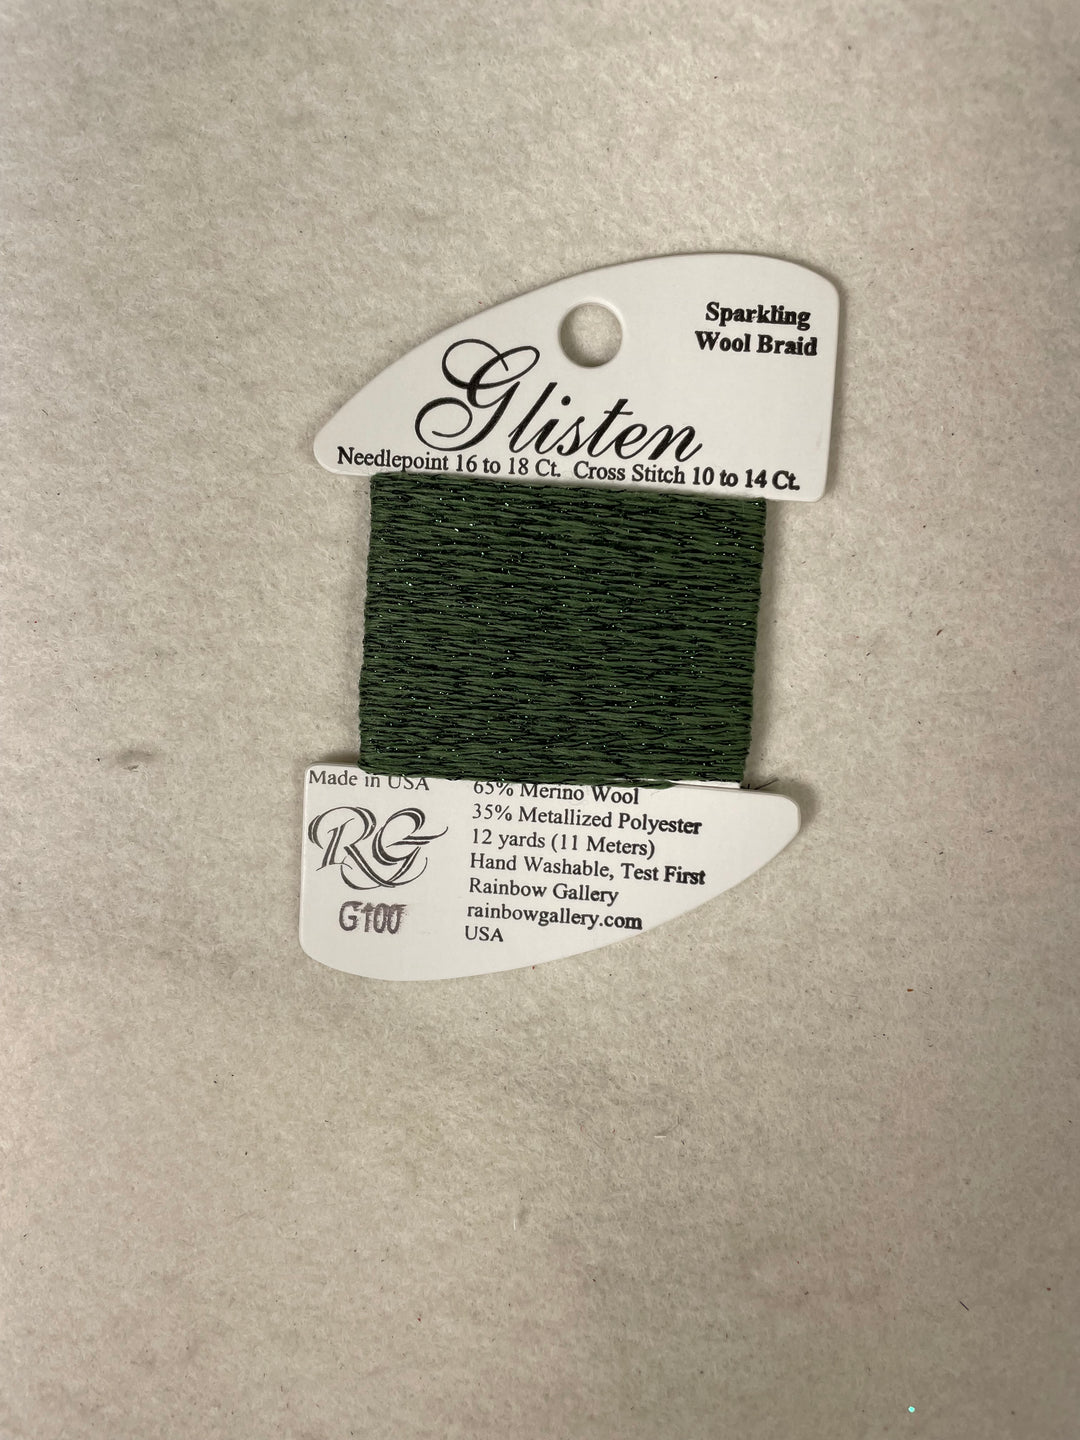 Sparkling
Wool Braid
Glisten
Needlepoint 16 to 18 Ct. Cross Stitch 10 to 14 Ct.
Made in USA
RG
G100
65% Merino Wool
35% Metallized Polyester
12 yards (11 Meters)
Hand Washable, Test First
Rainbow Gallery
rainbowgallery.com
USA